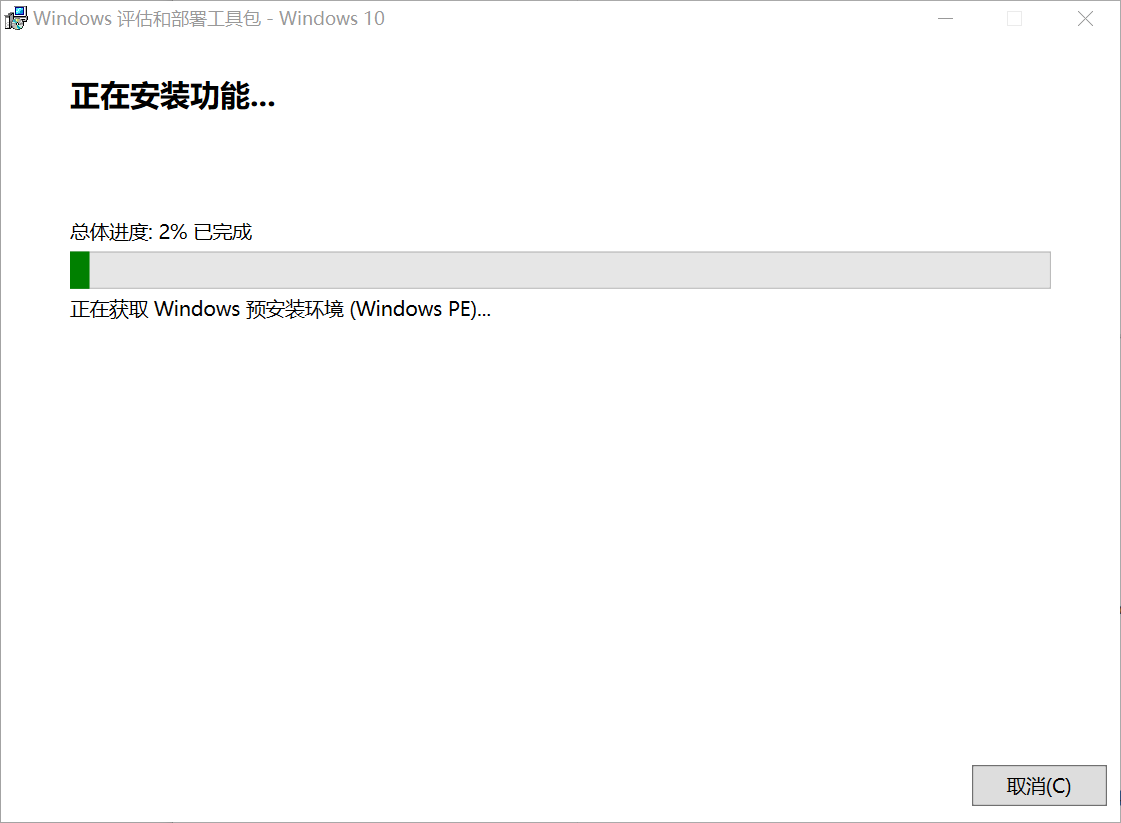 Windows 评估和部署工具包 - Windows 10
正在安装功能...
总体进度: 2% 已完成
正在获取 Windows 预安装环境 (Windows PE)...
取消(C)